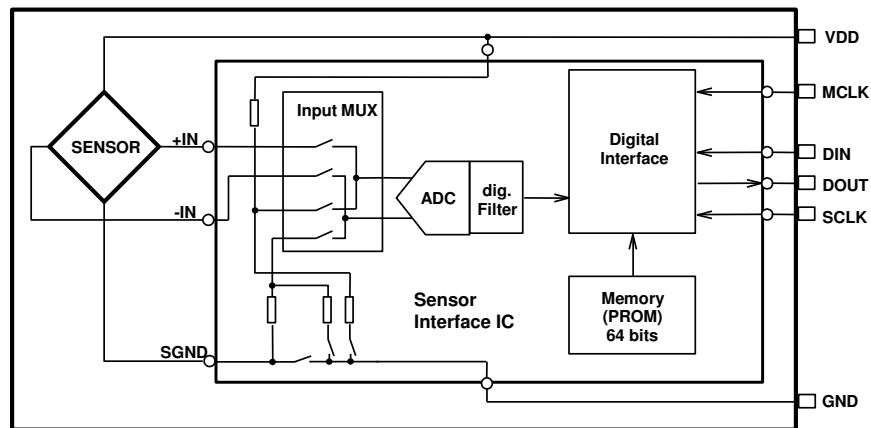 VDD
MCLK
Input MUX
+IN
SENSOR
Digital
Interface
DIN
DOUT
ADC
dig.
Filter
-IN
SCLK
Sensor
Interface IC
Memory
(PROM)
64 bits
SGND
GND